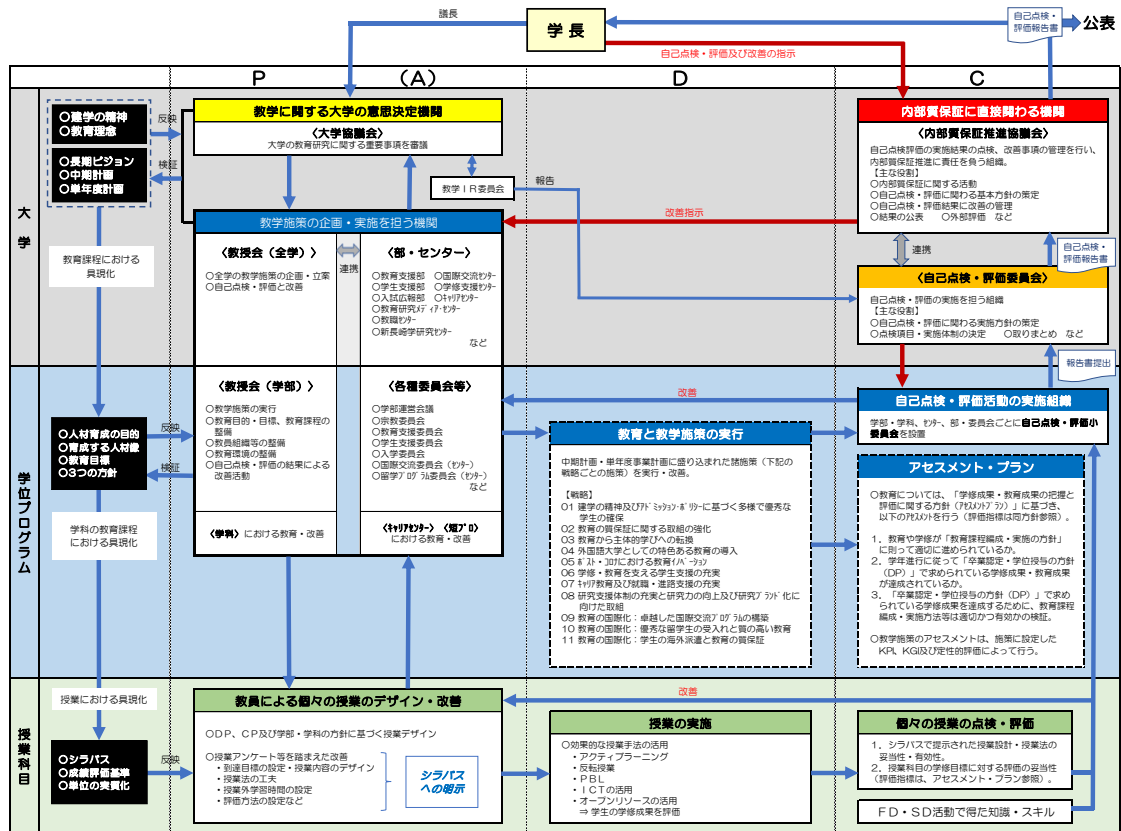 議長
学 長
自己点検・
評価報告書
公表
自己点検・評価及び改善の指示
P
(A)
D
C
大 学
○建学の精神
○教育理念
○長期ビジョン
○中期計画
○単年度計画
反映
検証
教育課程における
具現化
教学に関する大学の意思決定機関
〈大学協議会〉
大学の教育研究に関する重要事項を審議
教学IR委員会
報告
教学施策の企画・実施を担う機関
〈教授会(全学)〉
○全学の教学施策の企画・立案
○自己点検・評価と改善
連携
〈部・センター〉
○教育支援部 ○国際交流センター
○学生支援部 ○学修支援センター
○入試広報部 ○キャリアセンター
○教育研究メディア・センター
○教職センター
○新長崎学研究センター
など
内部質保証に直接関わる機関
〈内部質保証推進協議会〉
自己点検評価の実施結果の点検、改善事項の管理を行い、
内部質保証推進に責任を負う組織。
【主な役割】
○内部質保証に関する活動
○自己点検・評価に関わる基本方針の策定
○自己点検・評価結果に改善の管理
○結果の公表 ○外部評価 など
改善指示
連携
自己点検・
評価報告書
〈自己点検・評価委員会〉
自己点検・評価の実施を担う組織
【主な役割】
○自己点検・評価に関わる実施方針の策定
○点検項目・実施体制の決定 ○取りまとめ など
報告書提出
学位プログラム
○人材育成の目的
○育成する人材像
○教育目標
○3つの方針
反映
検証
学科の教育課程
における具現化
〈教授会(学部)〉
○教学施策の実行
○教育目的・目標、教育課程の
整備
○教員組織等の整備
○教育環境の整備
○自己点検・評価の結果による
改善活動
〈学科〉における教育・改善
〈各種委員会等〉
○学部運営会議
○宗教委員会
○教育支援委員会
○学生支援委員会
○入学委員会
○国際交流委員会(センター)
○留学プログラム委員会(センター)
など
〈キャリアセンター〉〈短プロ〉
における教育・改善
改善
教育と教学施策の実行
中期計画・単年度事業計画に盛り込まれた諸施策(下記の
戦略ごとの施策)を実行・改善。
【戦略】
01 建学の精神及びアドミッション・ポリシーに基づく多様で優秀な
学生の確保
02 教育の質保証に関する取組の強化
03 教育から主体的学びへの転換
04 外国語大学としての特色ある教育の導入
05 ポスト・コロナにおける教育イノベーション
06 学修・教育を支える学生支援の充実
07 キャリア教育及び就職・進路支援の充実
08 研究支援体制の充実と研究力の向上及び研究ブランド化に
向けた取組
09 教育の国際化:卓越した国際交流プログラムの構築
10 教育の国際化:優秀な留学生の受入れと質の高い教育
11 教育の国際化:学生の海外派遣と教育の質保証
自己点検・評価活動の実施組織
学部・学科、センター、部・委員会ごとに自己点検・評価小
委員会を設置
アセスメント・プラン
○教育については、「学修成果・教育成果の把握と
評価に関する方針(アセスメントプラン)」に基づき、
以下のアセスメントを行う(評価指標は同方針参照)。
1.教育や学修が「教育課程編成・実施の方針」
に則って適切に進められているか。
2.学年進行に従って「卒業認定・学位授与の方針
(DP)」で求められている学修成果・教育成果
が達成されているか。
3.「卒業認定・学位授与の方針(DP)」で求め
られている学修成果を達成するために、教育課程
編成・実施方法等は適切かつ有効かの検証。
○教学施策のアセスメントは、施策に設定した
KPI、KGI及び定性的評価によって行う。
授業科目
授業における具現化
○シラバス
○成績評価基準
○単位の実質化
反映
教員による個々の授業のデザイン・改善
○DP、CP及び学部・学科の方針に基づく授業デザイン
○授業アンケート等を踏まえた改善
・到達目標の設定・授業内容のデザイン
・授業法の工夫
・授業外学習時間の設定
・評価方法の設定など
シラバス
への明示
改善
授業の実施
○効果的な授業手法の活用
・アクティブラーニング
・反転授業
・PBL
・ICTの活用
・オープンリソースの活用
⇒ 学生の学修成果を評価
個々の授業の点検・評価
1.シラバスで提示された授業設計・授業法の
妥当性・有効性。
2.授業科目の学修目標に対する評価の妥当性
(評価指標は、アセスメント・プラン参照)。
FD・SD活動で得た知識・スキル